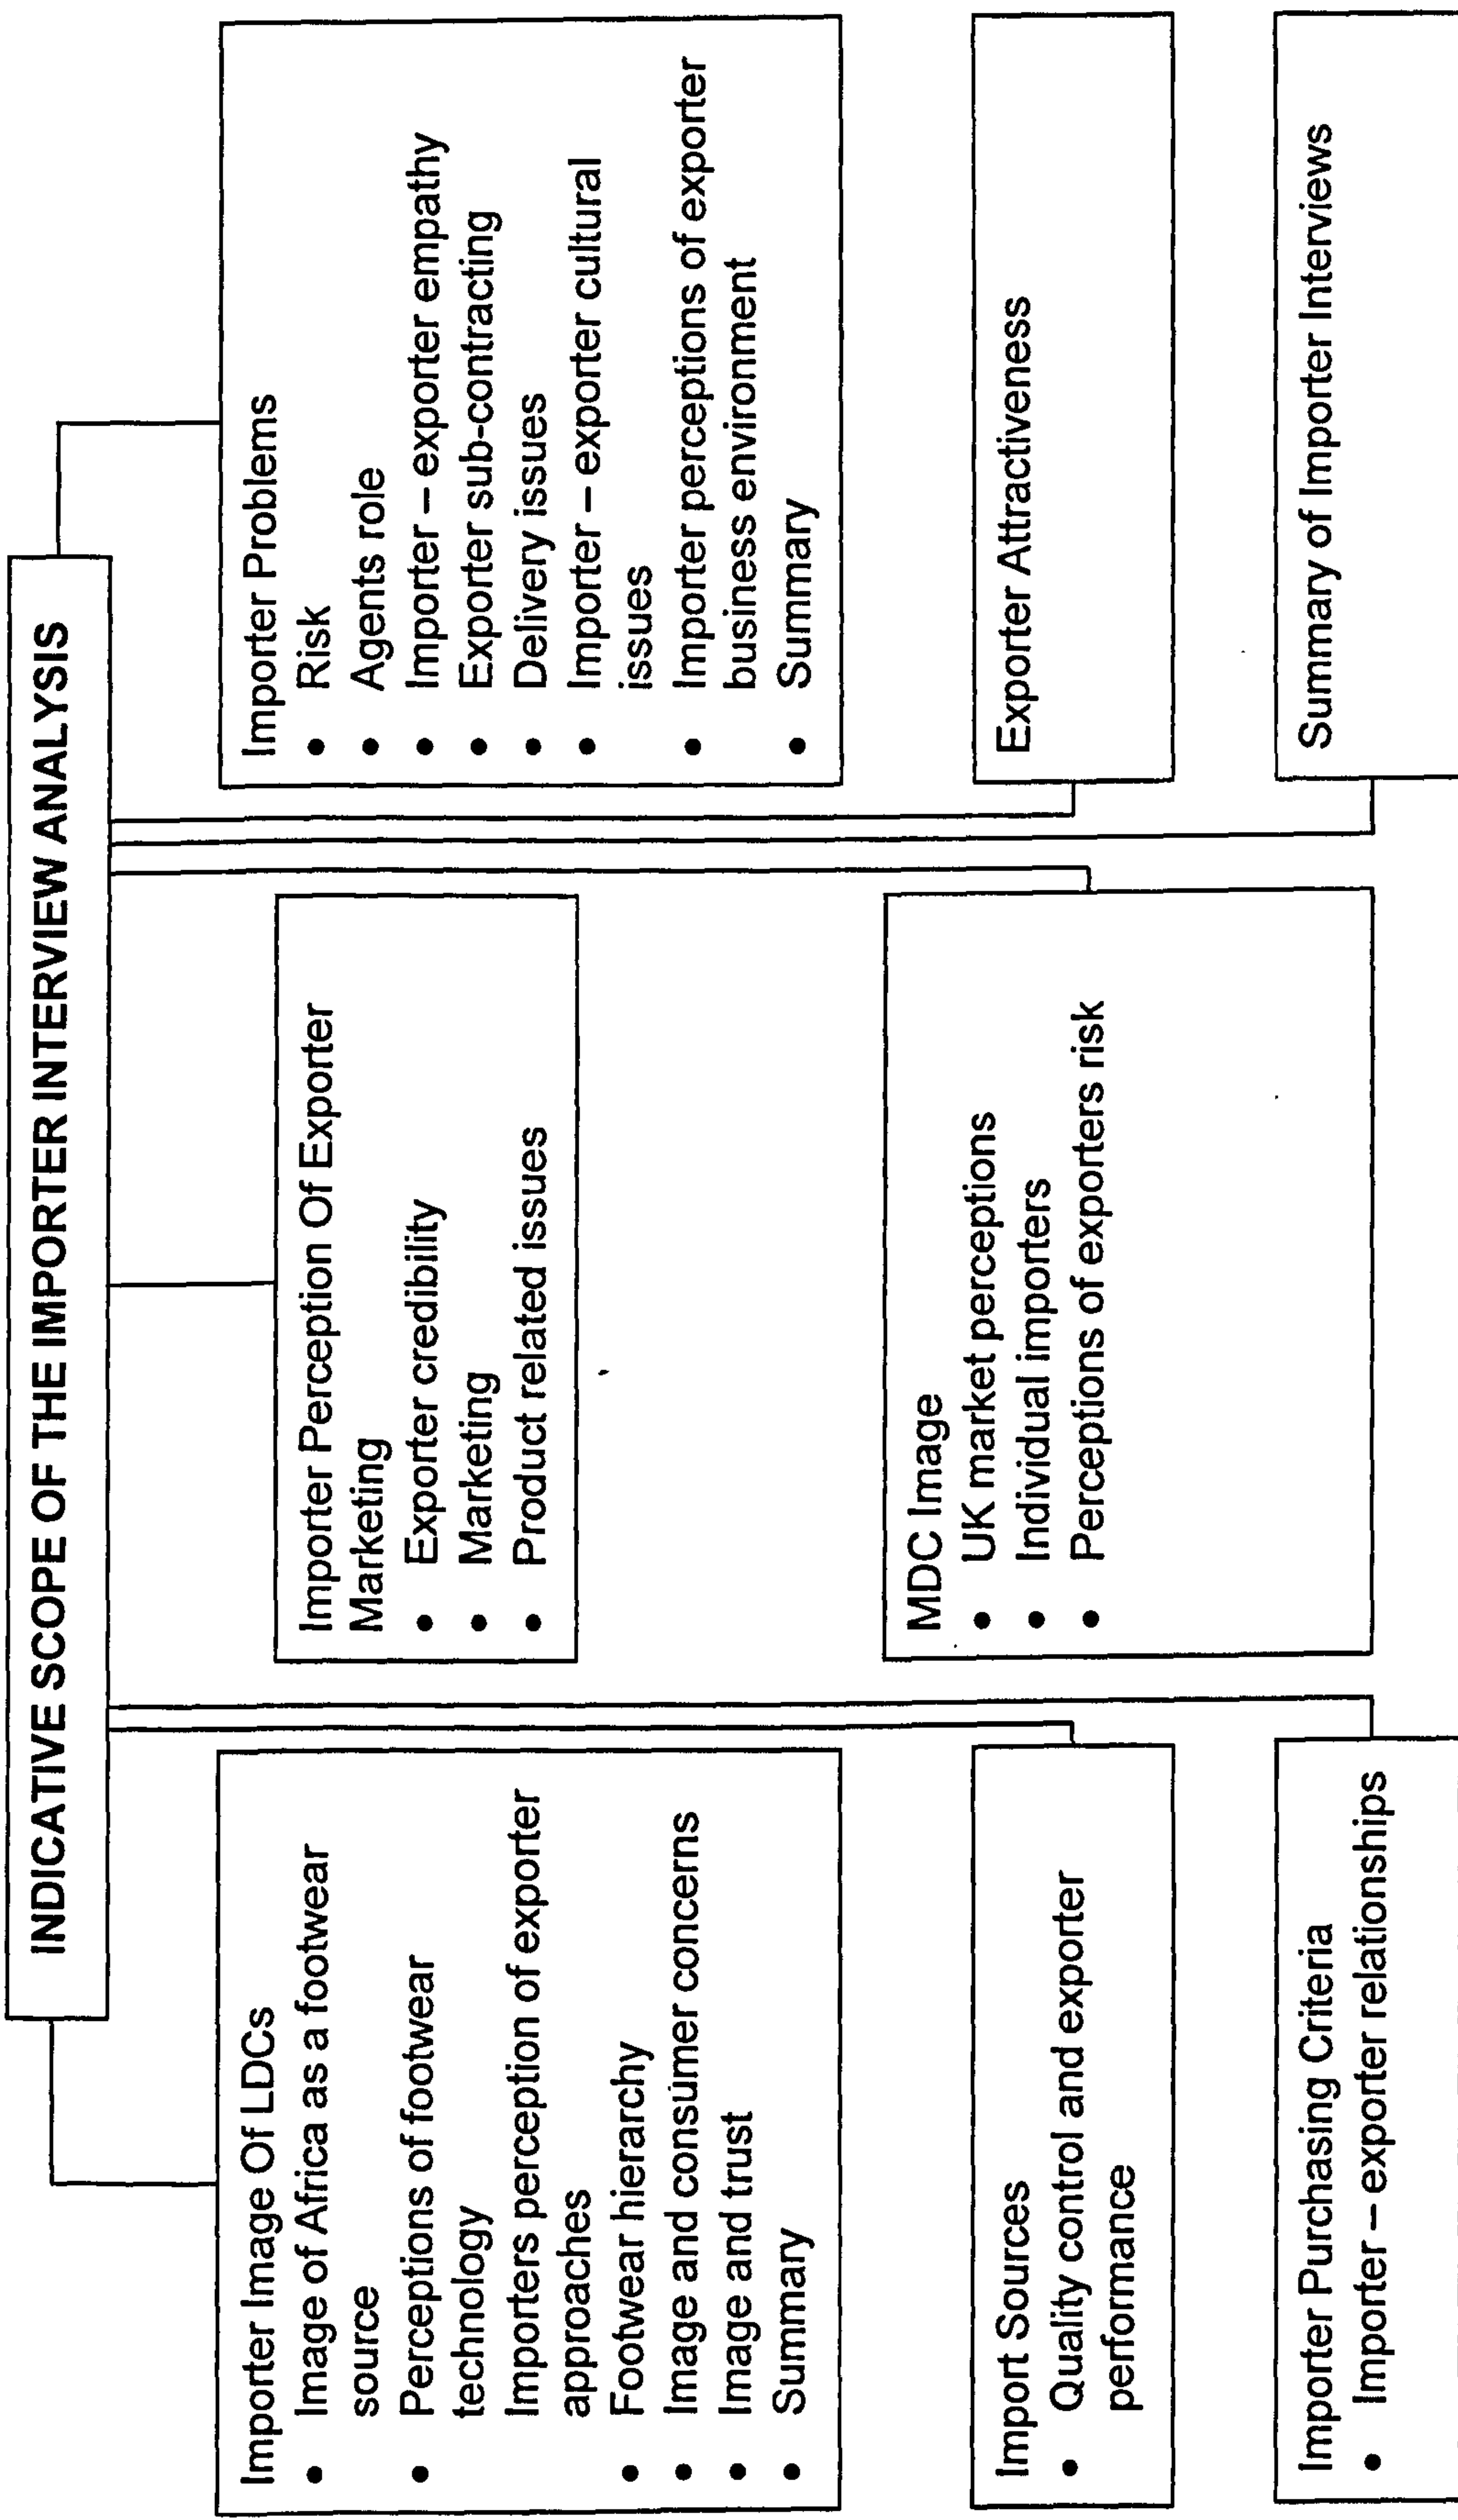 INDICATIVE SCOPE OF THE IMPORTER INTERVIEW ANALYSIS
Importer Image Of LDCs
• Image of Africa as a footwear
source
• Perceptions of footwear
technology
Importers perception of exporter
approaches
• Footwear hierarchy
• Image and consumer concerns
• Image and trust
• Summary
Import Sources
• Quality control and exporter
performance
Importer Purchasing Criteria
• Importer – exporter relationships
Importer Perception Of Exporter
Marketing
• Exporter credibility
• Marketing
• Product related issues
MDC Image
• UK market perceptions
• Individual importers
• Perceptions of exporters risk
Importer Problems
• Risk
• Agents role
• Importer – exporter empathy
• Exporter sub-contracting
• Delivery issues
• Importer – exporter cultural
issues
• Importer perceptions of exporter
business environment
• Summary
Exporter Attractiveness
Summary of Importer Interviews